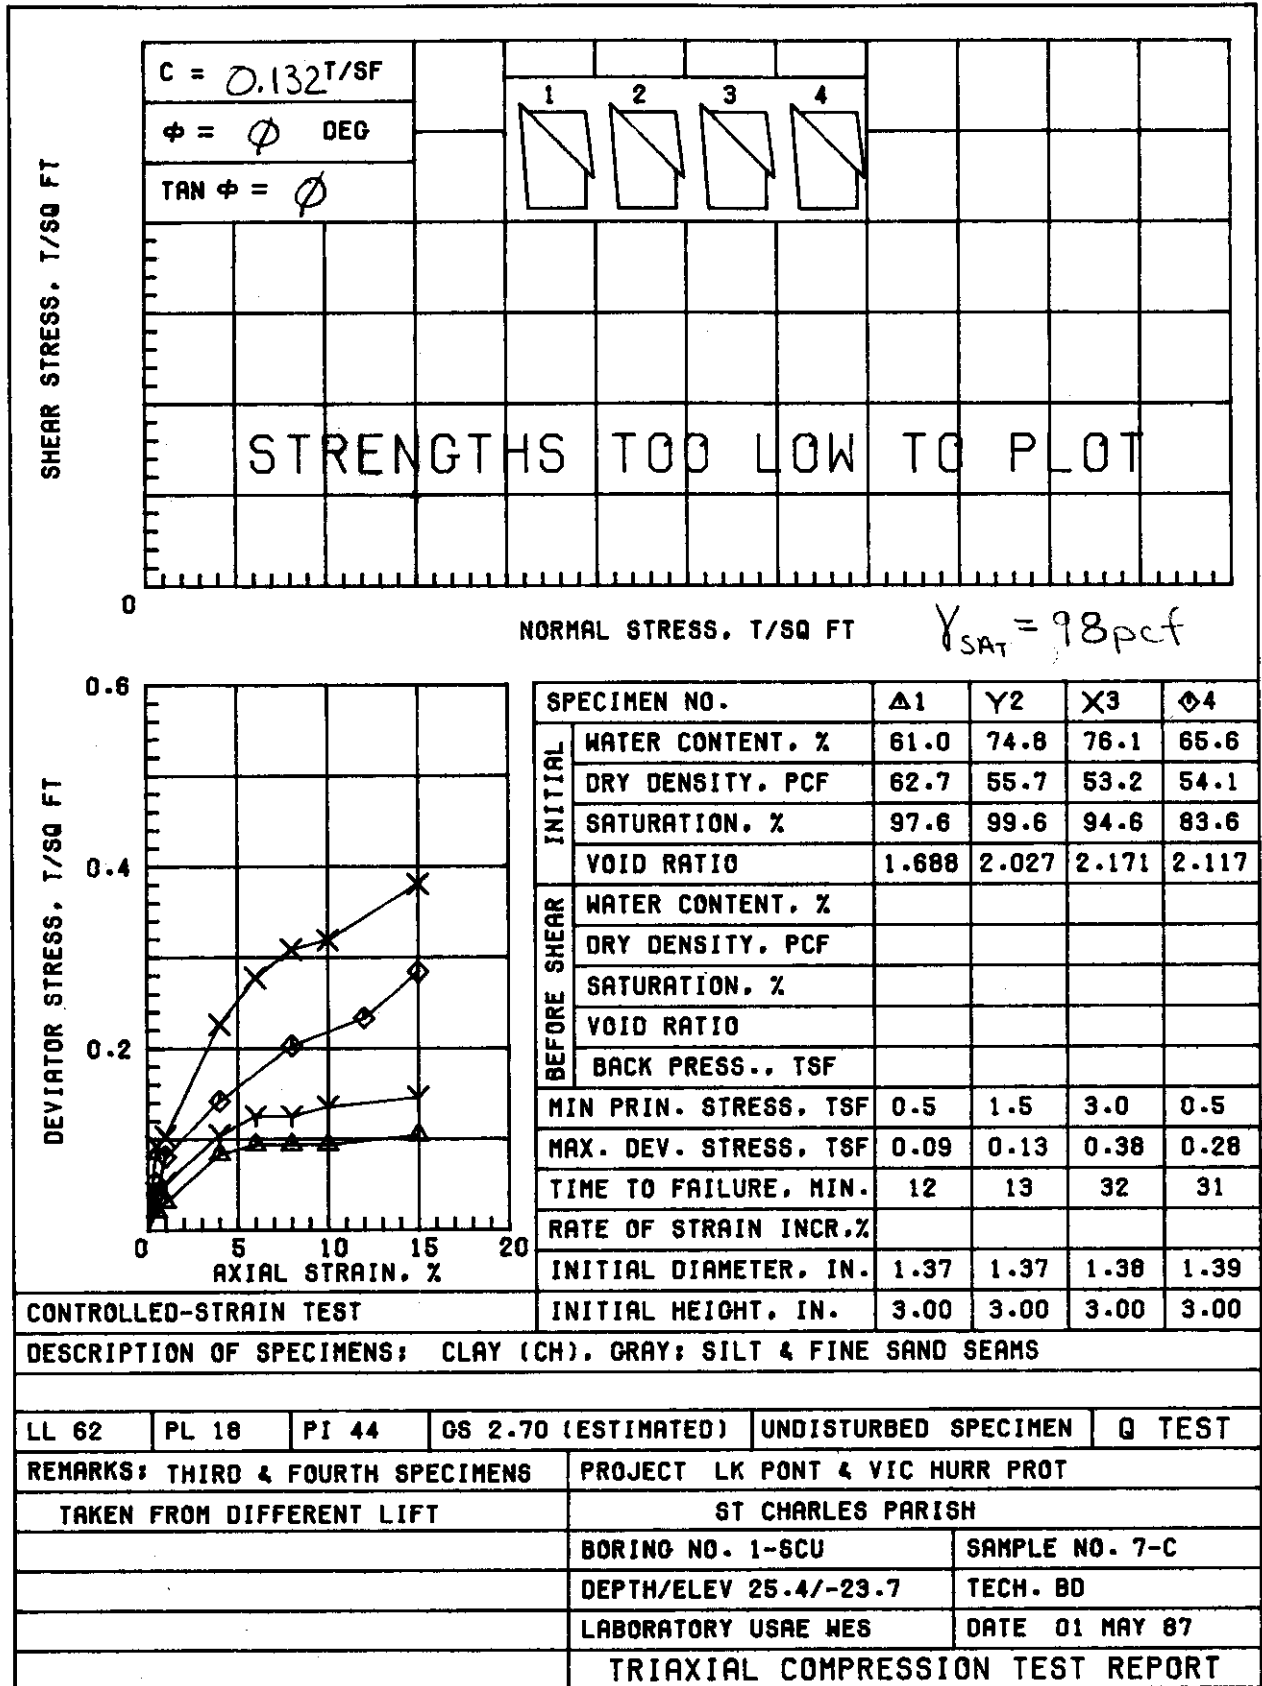 C = 0.132 T/SF
φ = Ø DEG
TAN φ = Ø
1 2 3 4
SHEAR STRESS, T/SQ FT
STRENGTHS TOO LOW TO PLOT
0
NORMAL STRESS, T/SQ FT
γSAT = 98pcf
0.6
0.4
0.2
DEVIATOR STRESS, T/SQ FT
0 5 10 15 20
AXIAL STRAIN, %
CONTROLLED-STRAIN TEST
SPECIMEN NO. 1 2 3 4
INITIAL
WATER CONTENT, % 61.0 74.8 76.1 65.6
DRY DENSITY, PCF 62.7 55.7 53.2 54.1
SATURATION, % 97.6 99.6 94.6 83.6
VOID RATIO 1.688 2.027 2.171 2.117
BEFORE SHEAR
WATER CONTENT, %
DRY DENSITY, PCF
SATURATION, %
VOID RATIO
BACK PRESS., TSF
MIN PRIN. STRESS, TSF 0.5 1.5 3.0 0.5
MAX. DEV. STRESS, TSF 0.09 0.13 0.38 0.28
TIME TO FAILURE, MIN. 12 13 32 31
RATE OF STRAIN INCR.%
INITIAL DIAMETER, IN. 1.37 1.37 1.38 1.39
INITIAL HEIGHT, IN. 3.00 3.00 3.00 3.00
DESCRIPTION OF SPECIMENS: CLAY (CH), GRAY; SILT & FINE SAND SEAMS
LL 62 PL 18 PI 44 GS 2.70 (ESTIMATED) UNDISTURBED SPECIMEN Q TEST
REMARKS: THIRD & FOURTH SPECIMENS
TAKEN FROM DIFFERENT LIFT
PROJECT LK PONT & VIC HURR PROT
ST CHARLES PARISH
BORING NO. 1-SCU SAMPLE NO. 7-C
DEPTH/ELEV 25.4/-23.7 TECH. BD
LABORATORY USAE WES DATE 01 MAY 87
TRIAXIAL COMPRESSION TEST REPORT